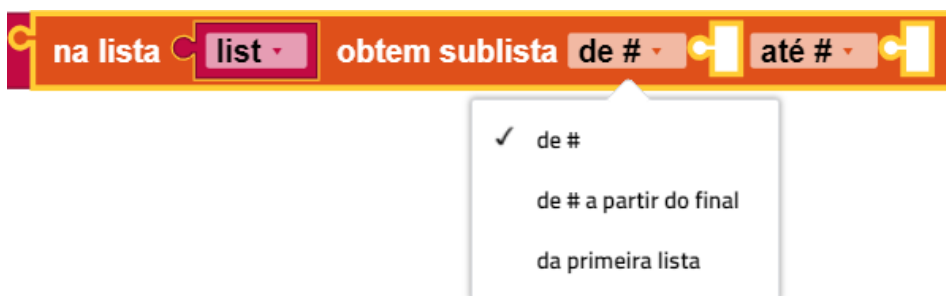 na lista list obtem sublista de # até #
✓ de #
de # a partir do final
da primeira lista